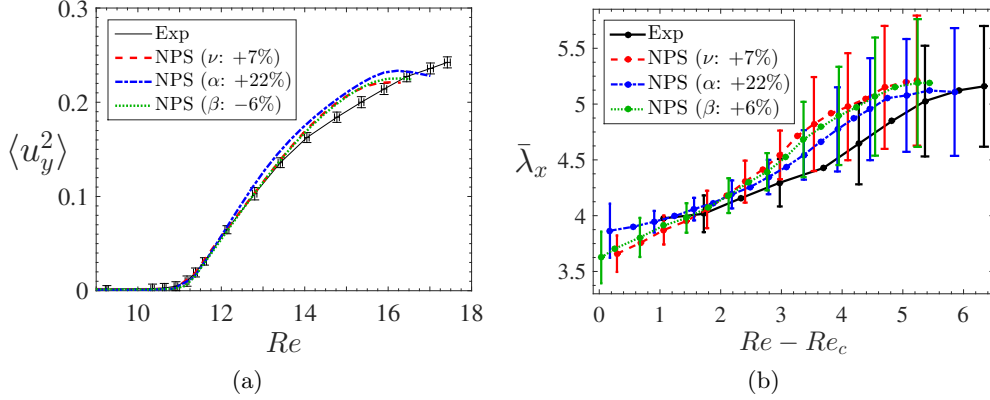 0.3
0.2
0.1
0
10 12 14 16 18
⟨u_y^2⟩
Re
Exp
NPS (ν: +7%)
NPS (α: +22%)
NPS (β: −6%)
(a)
5.5
5
4.5
4
3.5
0 1 2 3 4 5 6
λ̄_x
Re − Re_c
Exp
NPS (ν: +7%)
NPS (α: +22%)
NPS (β: +6%)
(b)